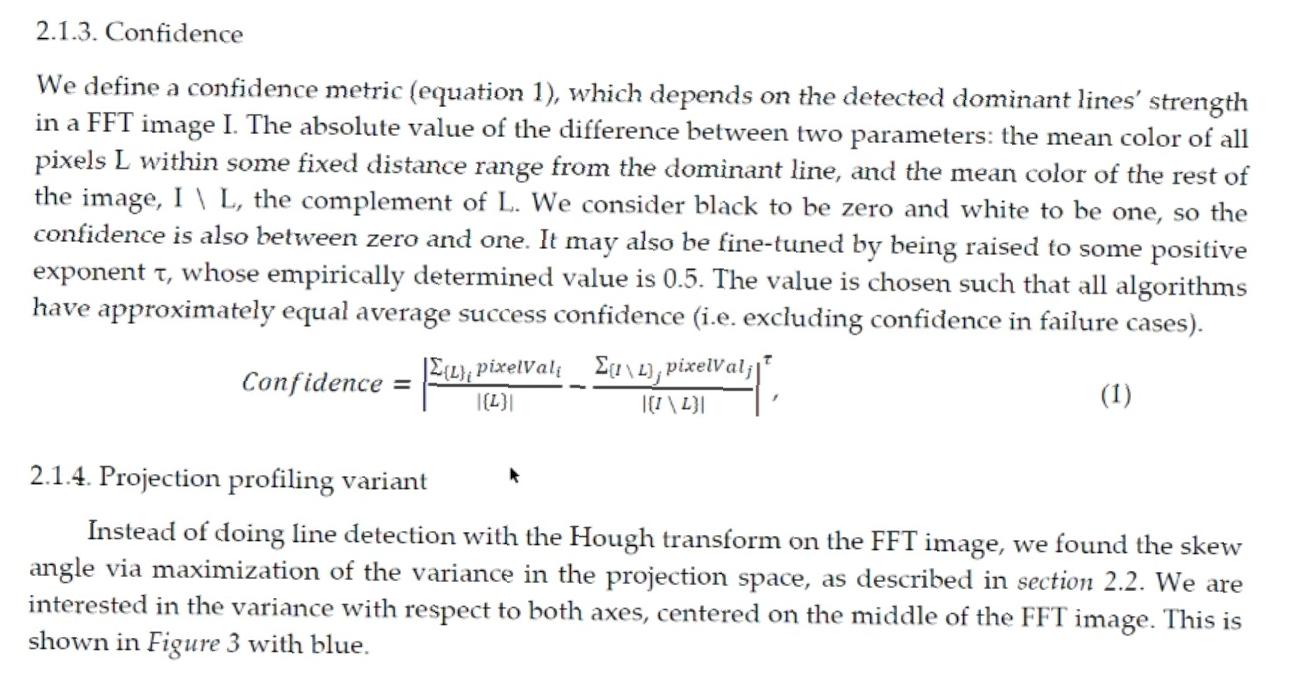 2.1.3. Confidence
We define a confidence metric (equation 1), which depends on the detected dominant lines' strength
in a FFT image I. The absolute value of the difference between two parameters: the mean color of all
pixels L within some fixed distance range from the dominant line, and the mean color of the rest of
the image, I \ L, the complement of L. We consider black to be zero and white to be one, so the
confidence is also between zero and one. It may also be fine-tuned by being raised to some positive
exponent τ, whose empirically determined value is 0.5. The value is chosen such that all algorithms
have approximately equal average success confidence (i.e. excluding confidence in failure cases).
Confidence = |Σ_{{L}_i} pixelVal_i / |{L}| − Σ_{{I \ L}_j} pixelVal_j / |{I \ L}||^τ, (1)
2.1.4. Projection profiling variant
Instead of doing line detection with the Hough transform on the FFT image, we found the skew
angle via maximization of the variance in the projection space, as described in section 2.2. We are
interested in the variance with respect to both axes, centered on the middle of the FFT image. This is
shown in Figure 3 with blue.